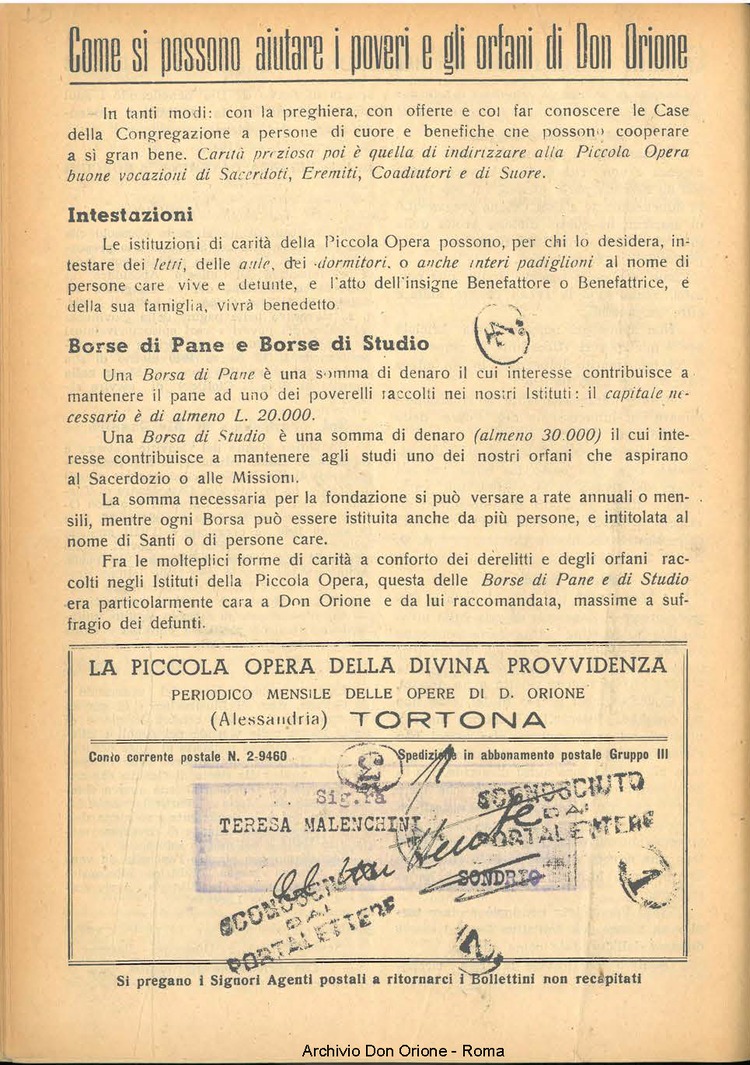 Come si possono aiutare i poveri e gli orfani di Don Orione
In tanti modi: con la preghiera, con offerte e col far conoscere le Case
della Congregazione a persone di cuore e benefiche che possono cooperare
a sì gran bene. Carità preziosa poi è quella di indirizzare alla Piccola Opera
buone vocazioni di Sacerdoti, Eremiti, Coadiutori e di Suore.
Intestazioni
Le istituzioni di carità della Piccola Opera possono, per chi lo desidera, in-
testare dei letti, delle aule, dei dormitori, o anche interi padiglioni al nome di
persone care vive e defunte, e l'atto dell'insigne Benefattore o Benefattrice, e
della sua famiglia, vivrà benedetto
Borse di Pane e Borse di Studio
Una Borsa di Pane è una somma di denaro il cui interesse contribuisce a
mantenere il pane ad uno dei poverelli raccolti nei nostri Istituti: il capitale ne-
cessario è di almeno L. 20.000.
Una Borsa di Studio è una somma di denaro (almeno 30.000) il cui inte-
resse contribuisce a mantenere agli studi uno dei nostri orfani che aspirano
al Sacerdozio o alle Missioni.
La somma necessaria per la fondazione si può versare a rate annuali o men-
sili, mentre ogni Borsa può essere istituita anche da più persone, e intitolata al
nome di Santi o di persone care.
Fra le molteplici forme di carità a conforto dei derelitti e degli orfani rac-
colti negli Istituti della Piccola Opera, questa delle Borse di Pane e di Studio
era particolarmente cara a Don Orione e da lui raccomandata, massime a suf-
fragio dei defunti.
LA PICCOLA OPERA DELLA DIVINA PROVVIDENZA
PERIODICO MENSILE DELLE OPERE DI D. ORIONE
(Alessandria) TORTONA
Conto corrente postale N. 2-9460 Spedizione in abbonamento postale Gruppo III
Sig.ra
TERESA MALENCHINI
SCONOSCIUTO
DAI
PORTALETTERE
SONDRIO
SCONOSCIUTO
DAI
PORTALETTERE
Si pregano i Signori Agenti postali a ritornarci i Bollettini non recapitati
Archivio Don Orione - Roma